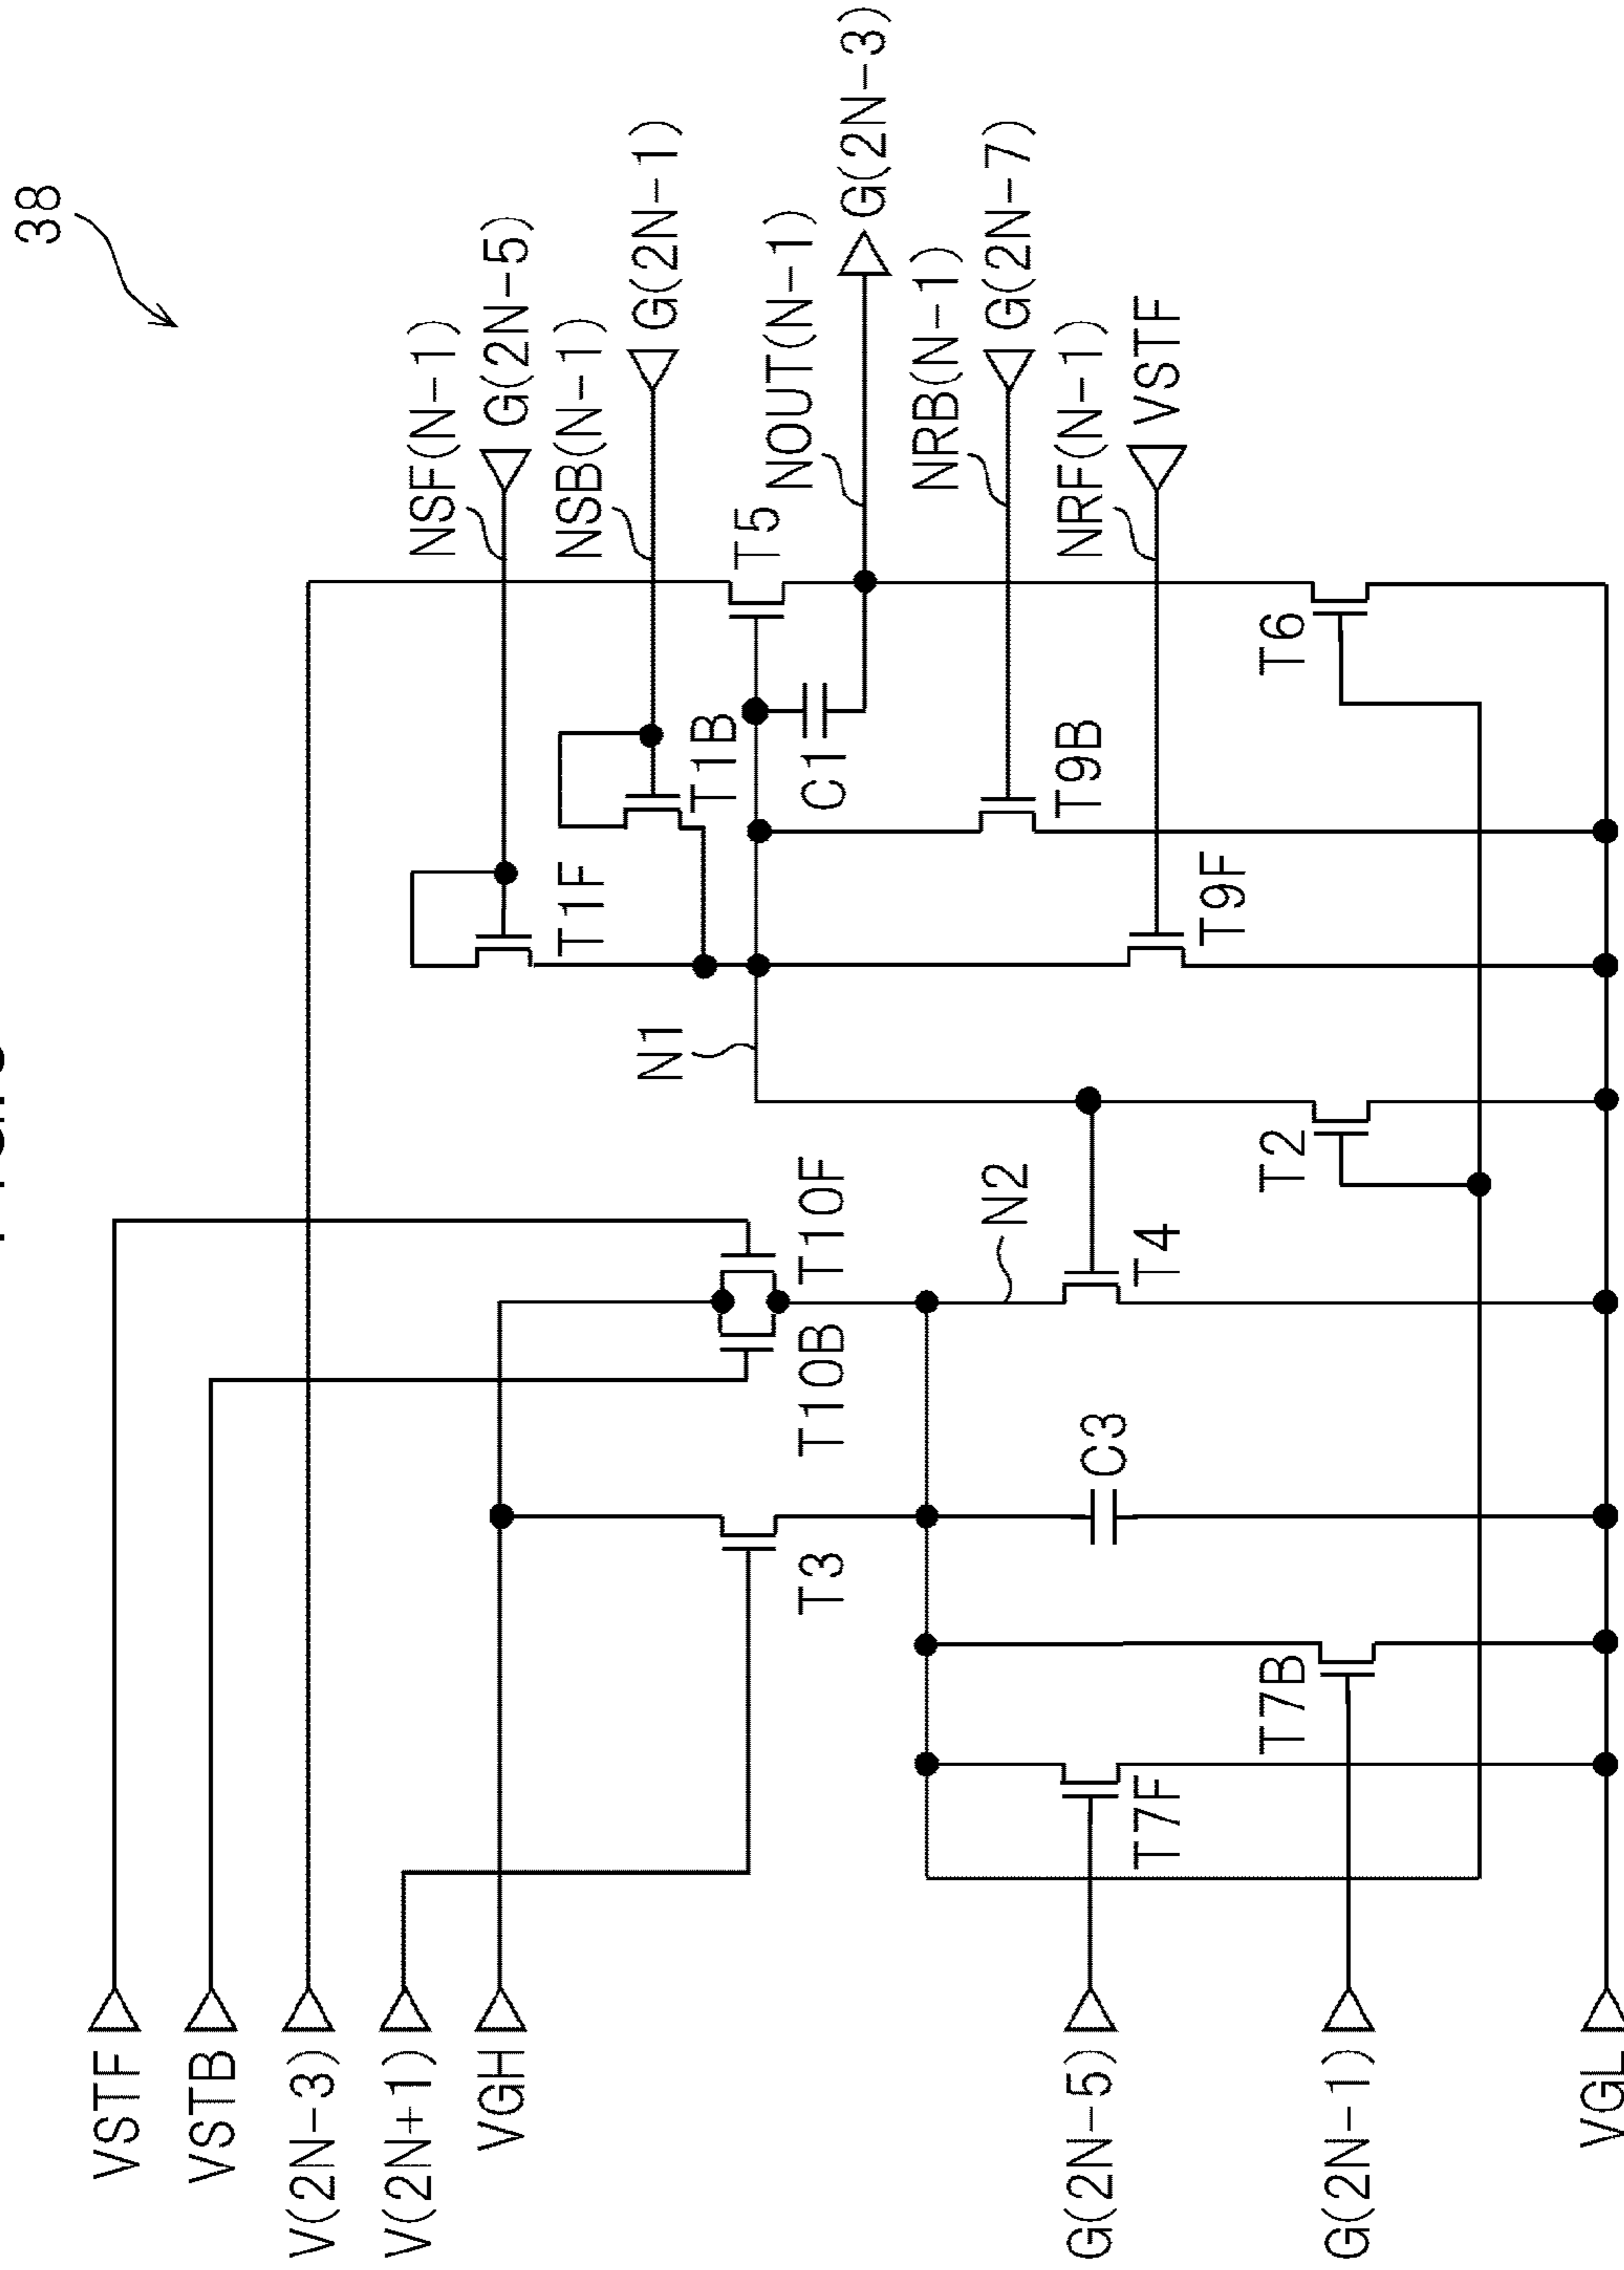 38
VSTF
VSTB
V(2N-3)
V(2N+1)
VGH
G(2N-5)
G(2N-1)
VGL
NSF(N-1)
G(2N-5)
NSB(N-1)
G(2N-1)
NOUT(N-1)
G(2N-3)
NRB(N-1)
G(2N-7)
NRF(N-1)
VSTF
T1F
T1B
T5
C1
N1
T10B
T10F
T3
N2
C3
T9B
T9F
T4
T7F
T7B
T2
T6